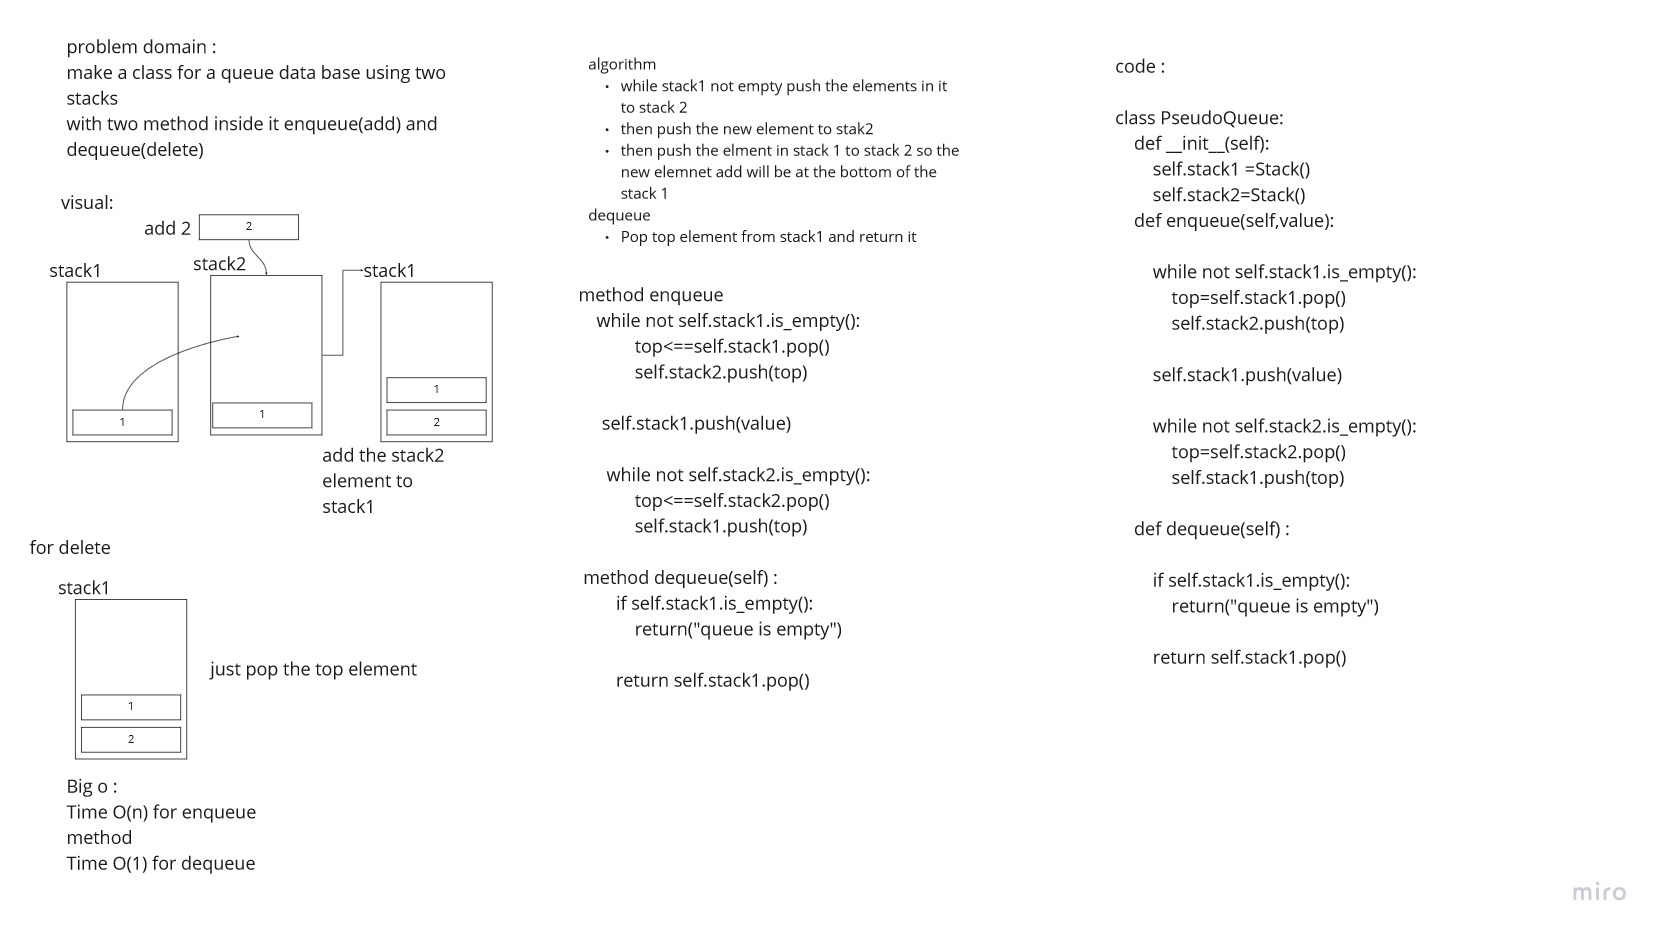 problem domain :
make a class for a queue data base using two
stacks
with two method inside it enqueue(add) and
dequeue(delete)
visual:
add 2
2
stack1
stack2
stack1
1
1
1
2
add the stack2
element to
stack1
for delete
stack1
just pop the top element
1
2
Big o :
Time O(n) for enqueue
method
Time O(1) for dequeue
algorithm
• while stack1 not empty push the elements in it
to stack 2
• then push the new element to stak2
• then push the elment in stack 1 to stack 2 so the
new elemnet add will be at the bottom of the
stack 1
dequeue
• Pop top element from stack1 and return it
method enqueue
while not self.stack1.is_empty():
top<==self.stack1.pop()
self.stack2.push(top)
self.stack1.push(value)
while not self.stack2.is_empty():
top<==self.stack2.pop()
self.stack1.push(top)
method dequeue(self) :
if self.stack1.is_empty():
return("queue is empty")
return self.stack1.pop()
code :
class PseudoQueue:
def __init__(self):
self.stack1 =Stack()
self.stack2=Stack()
def enqueue(self,value):
while not self.stack1.is_empty():
top=self.stack1.pop()
self.stack2.push(top)
self.stack1.push(value)
while not self.stack2.is_empty():
top=self.stack2.pop()
self.stack1.push(top)
def dequeue(self) :
if self.stack1.is_empty():
return("queue is empty")
return self.stack1.pop()
miro